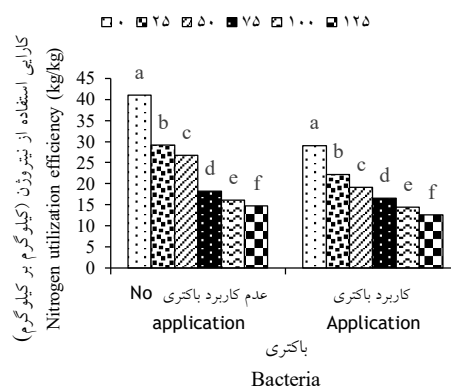 ۰ ۲۵ ۵۰ ۷۵ ۱۰۰ ۱۲۵
کارایی استفاده از نیتروژن (کیلوگرم بر کیلوگرم)
Nitrogen utilization efficiency (kg/kg)
45
40
35
30
25
20
15
10
5
0
a b c d e f
a b c d e f
عدم کاربرد باکتری No
application
کاربرد باکتری
Application
باکتری
Bacteria